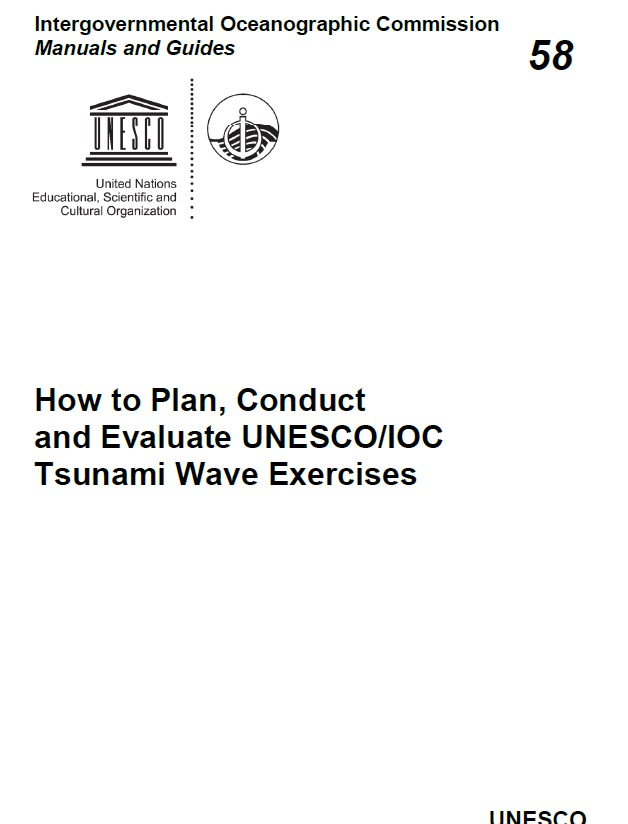 Intergovernmental Oceanographic Commission
Manuals and Guides
58
UNESCO
United Nations
Educational, Scientific and
Cultural Organization
How to Plan, Conduct
and Evaluate UNESCO/IOC
Tsunami Wave Exercises
UNESCO